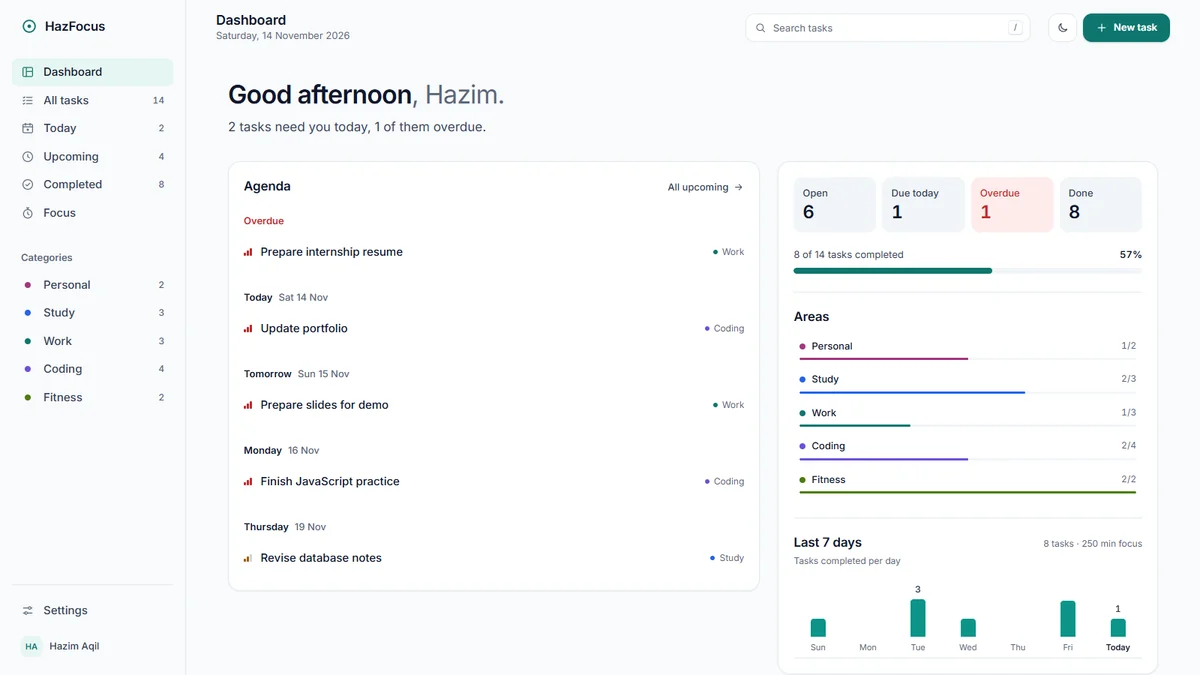 HazFocus
Dashboard
All tasks 14
Today 2
Upcoming 4
Completed 8
Focus
Categories
Personal 2
Study 3
Work 3
Coding 4
Fitness 2
Settings
HA Hazim Aqil
Dashboard
Saturday, 14 November 2026
Search tasks /
+ New task
Good afternoon, Hazim.
2 tasks need you today, 1 of them overdue.
Agenda All upcoming →
Overdue
Prepare internship resume Work
Today Sat 14 Nov
Update portfolio Coding
Tomorrow Sun 15 Nov
Prepare slides for demo Work
Monday 16 Nov
Finish JavaScript practice Coding
Thursday 19 Nov
Revise database notes Study
Open Due today Overdue Done
6 1 1 8
8 of 14 tasks completed 57%
Areas
Personal 1/2
Study 2/3
Work 1/3
Coding 2/4
Fitness 2/2
Last 7 days 8 tasks · 250 min focus
Tasks completed per day
3 1
Sun Mon Tue Wed Thu Fri Today